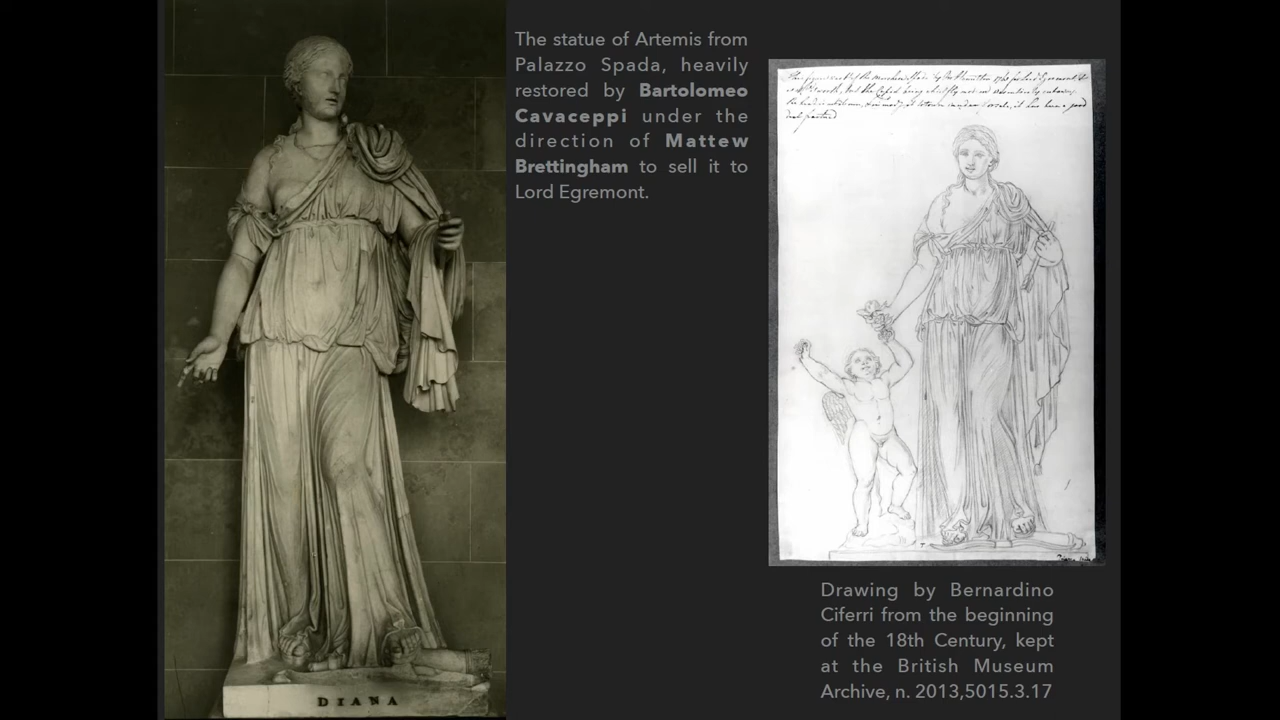 The statue of Artemis from
Palazzo Spada, heavily
restored by Bartolomeo
Cavaceppi under the
direction of Mattew
Brettingham to sell it to
Lord Egremont.
DIANA
Drawing by Bernardino
Ciferri from the beginning
of the 18th Century, kept
at the British Museum
Archive, n. 2013,5015.3.17